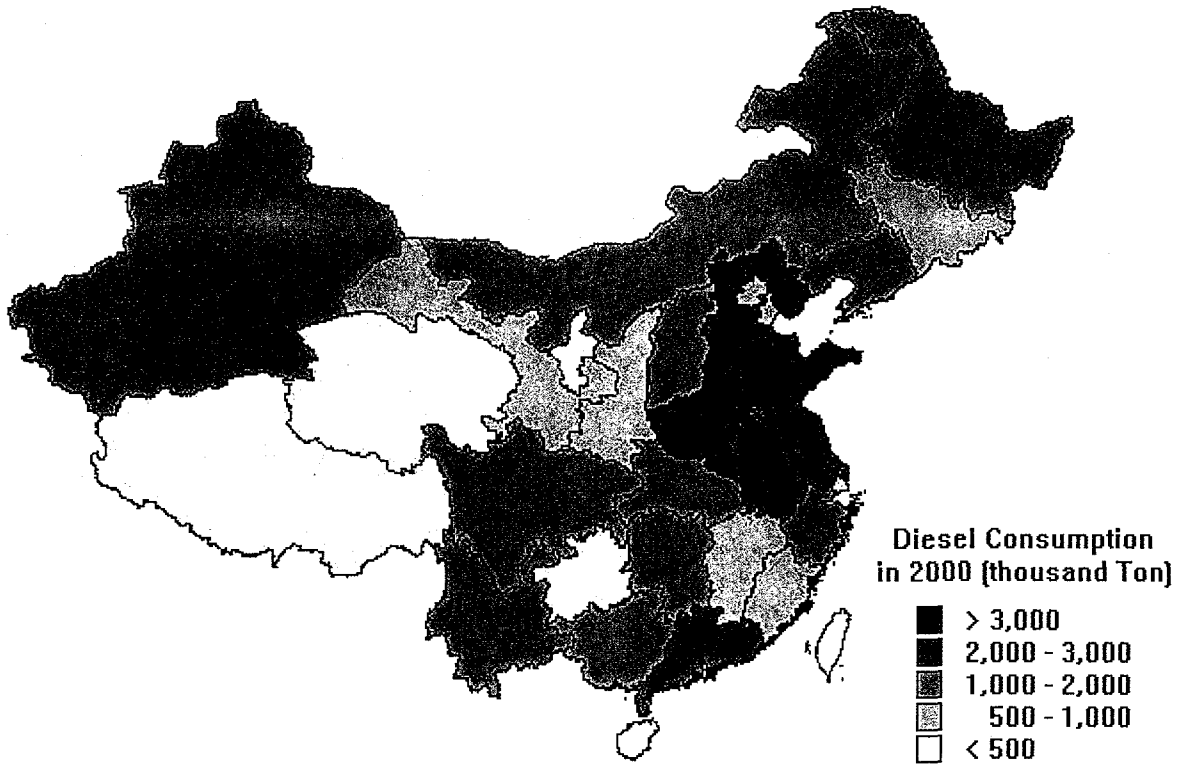 Diesel Consumption
in 2000 (thousand Ton)
> 3,000
2,000 - 3,000
1,000 - 2,000
500 - 1,000
< 500